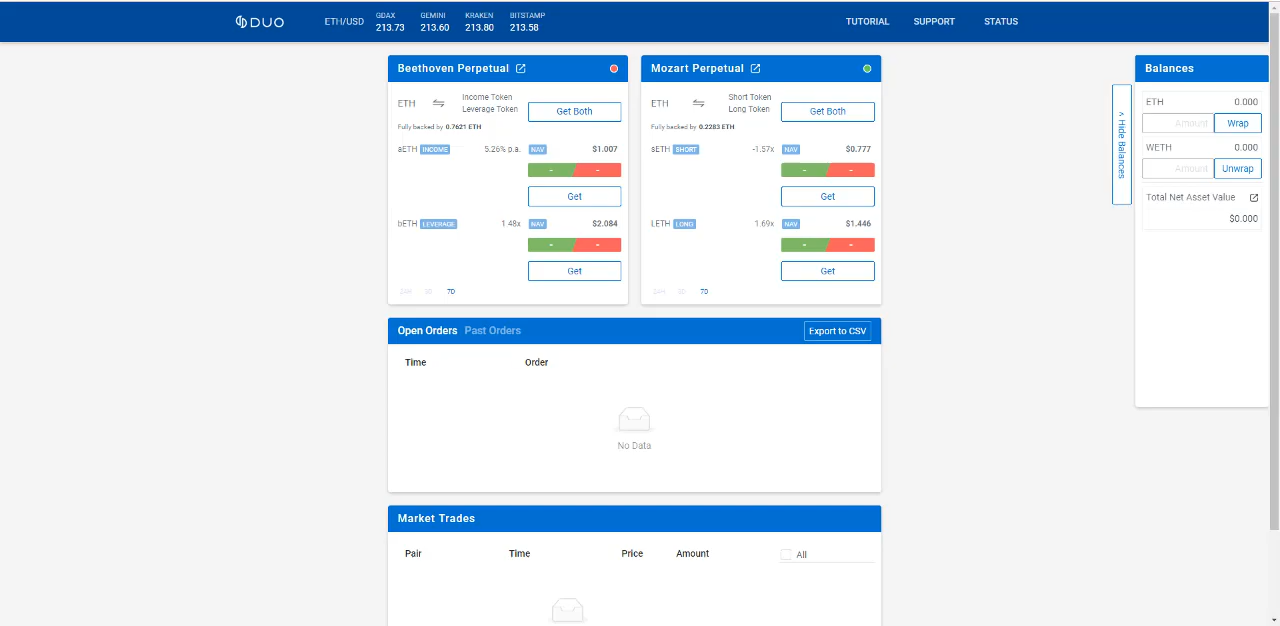 DUO
ETH/USD
GDAX GEMINI KRAKEN BITSTAMP
213.73 213.60 213.80 213.58
TUTORIAL SUPPORT STATUS
Beethoven Perpetual
ETH
Income Token
Leverage Token
Get Both
Fully backed by 0.7621 ETH
aETH INCOME 5.26% p.a. NAV $1.007
- -
Get
bETH LEVERAGE 1.48x NAV $2.084
- -
Get
7D
Mozart Perpetual
ETH
Short Token
Long Token
Get Both
Fully backed by 0.2283 ETH
sETH SHORT -1.57x NAV $0.777
- -
Get
LETH LONG 1.69x NAV $1.446
- -
Get
7D
< Hide Balances
Balances
ETH 0.000
Amount Wrap
WETH 0.000
Amount Unwrap
Total Net Asset Value
$0.000
Open Orders Past Orders Export to CSV
Time Order
No Data
Market Trades
Pair Time Price Amount All